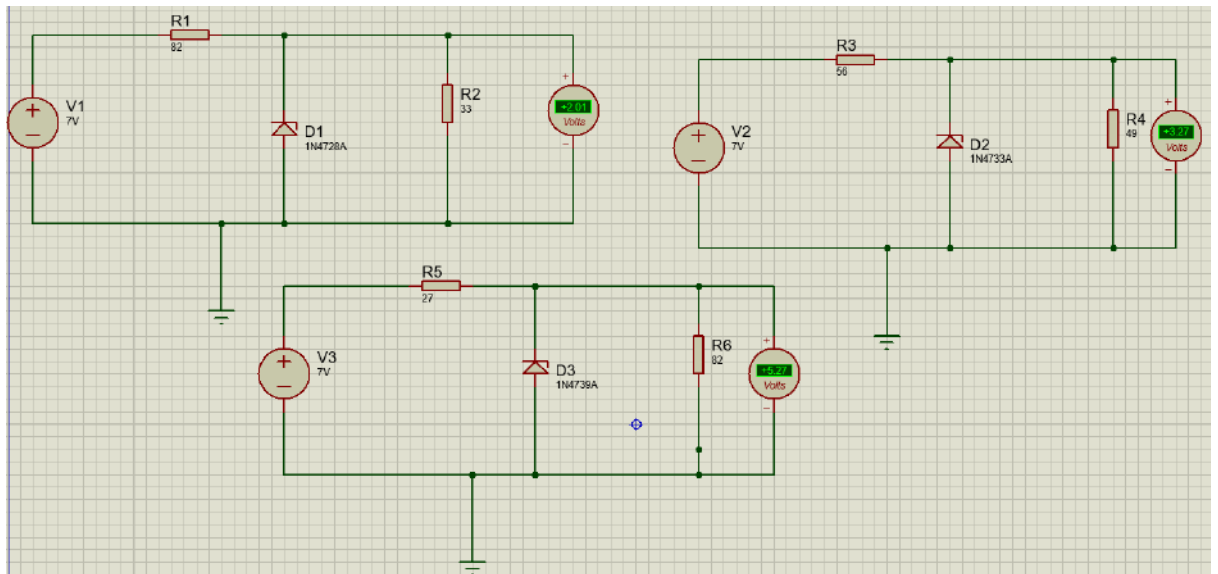 R1
82
V1
7V
D1
1N4728A
R2
33
+2.01
Volts
R3
56
V2
7V
D2
1N4733A
R4
49
+3.27
Volts
R5
27
V3
7V
D3
1N4739A
R6
82
+5.27
Volts